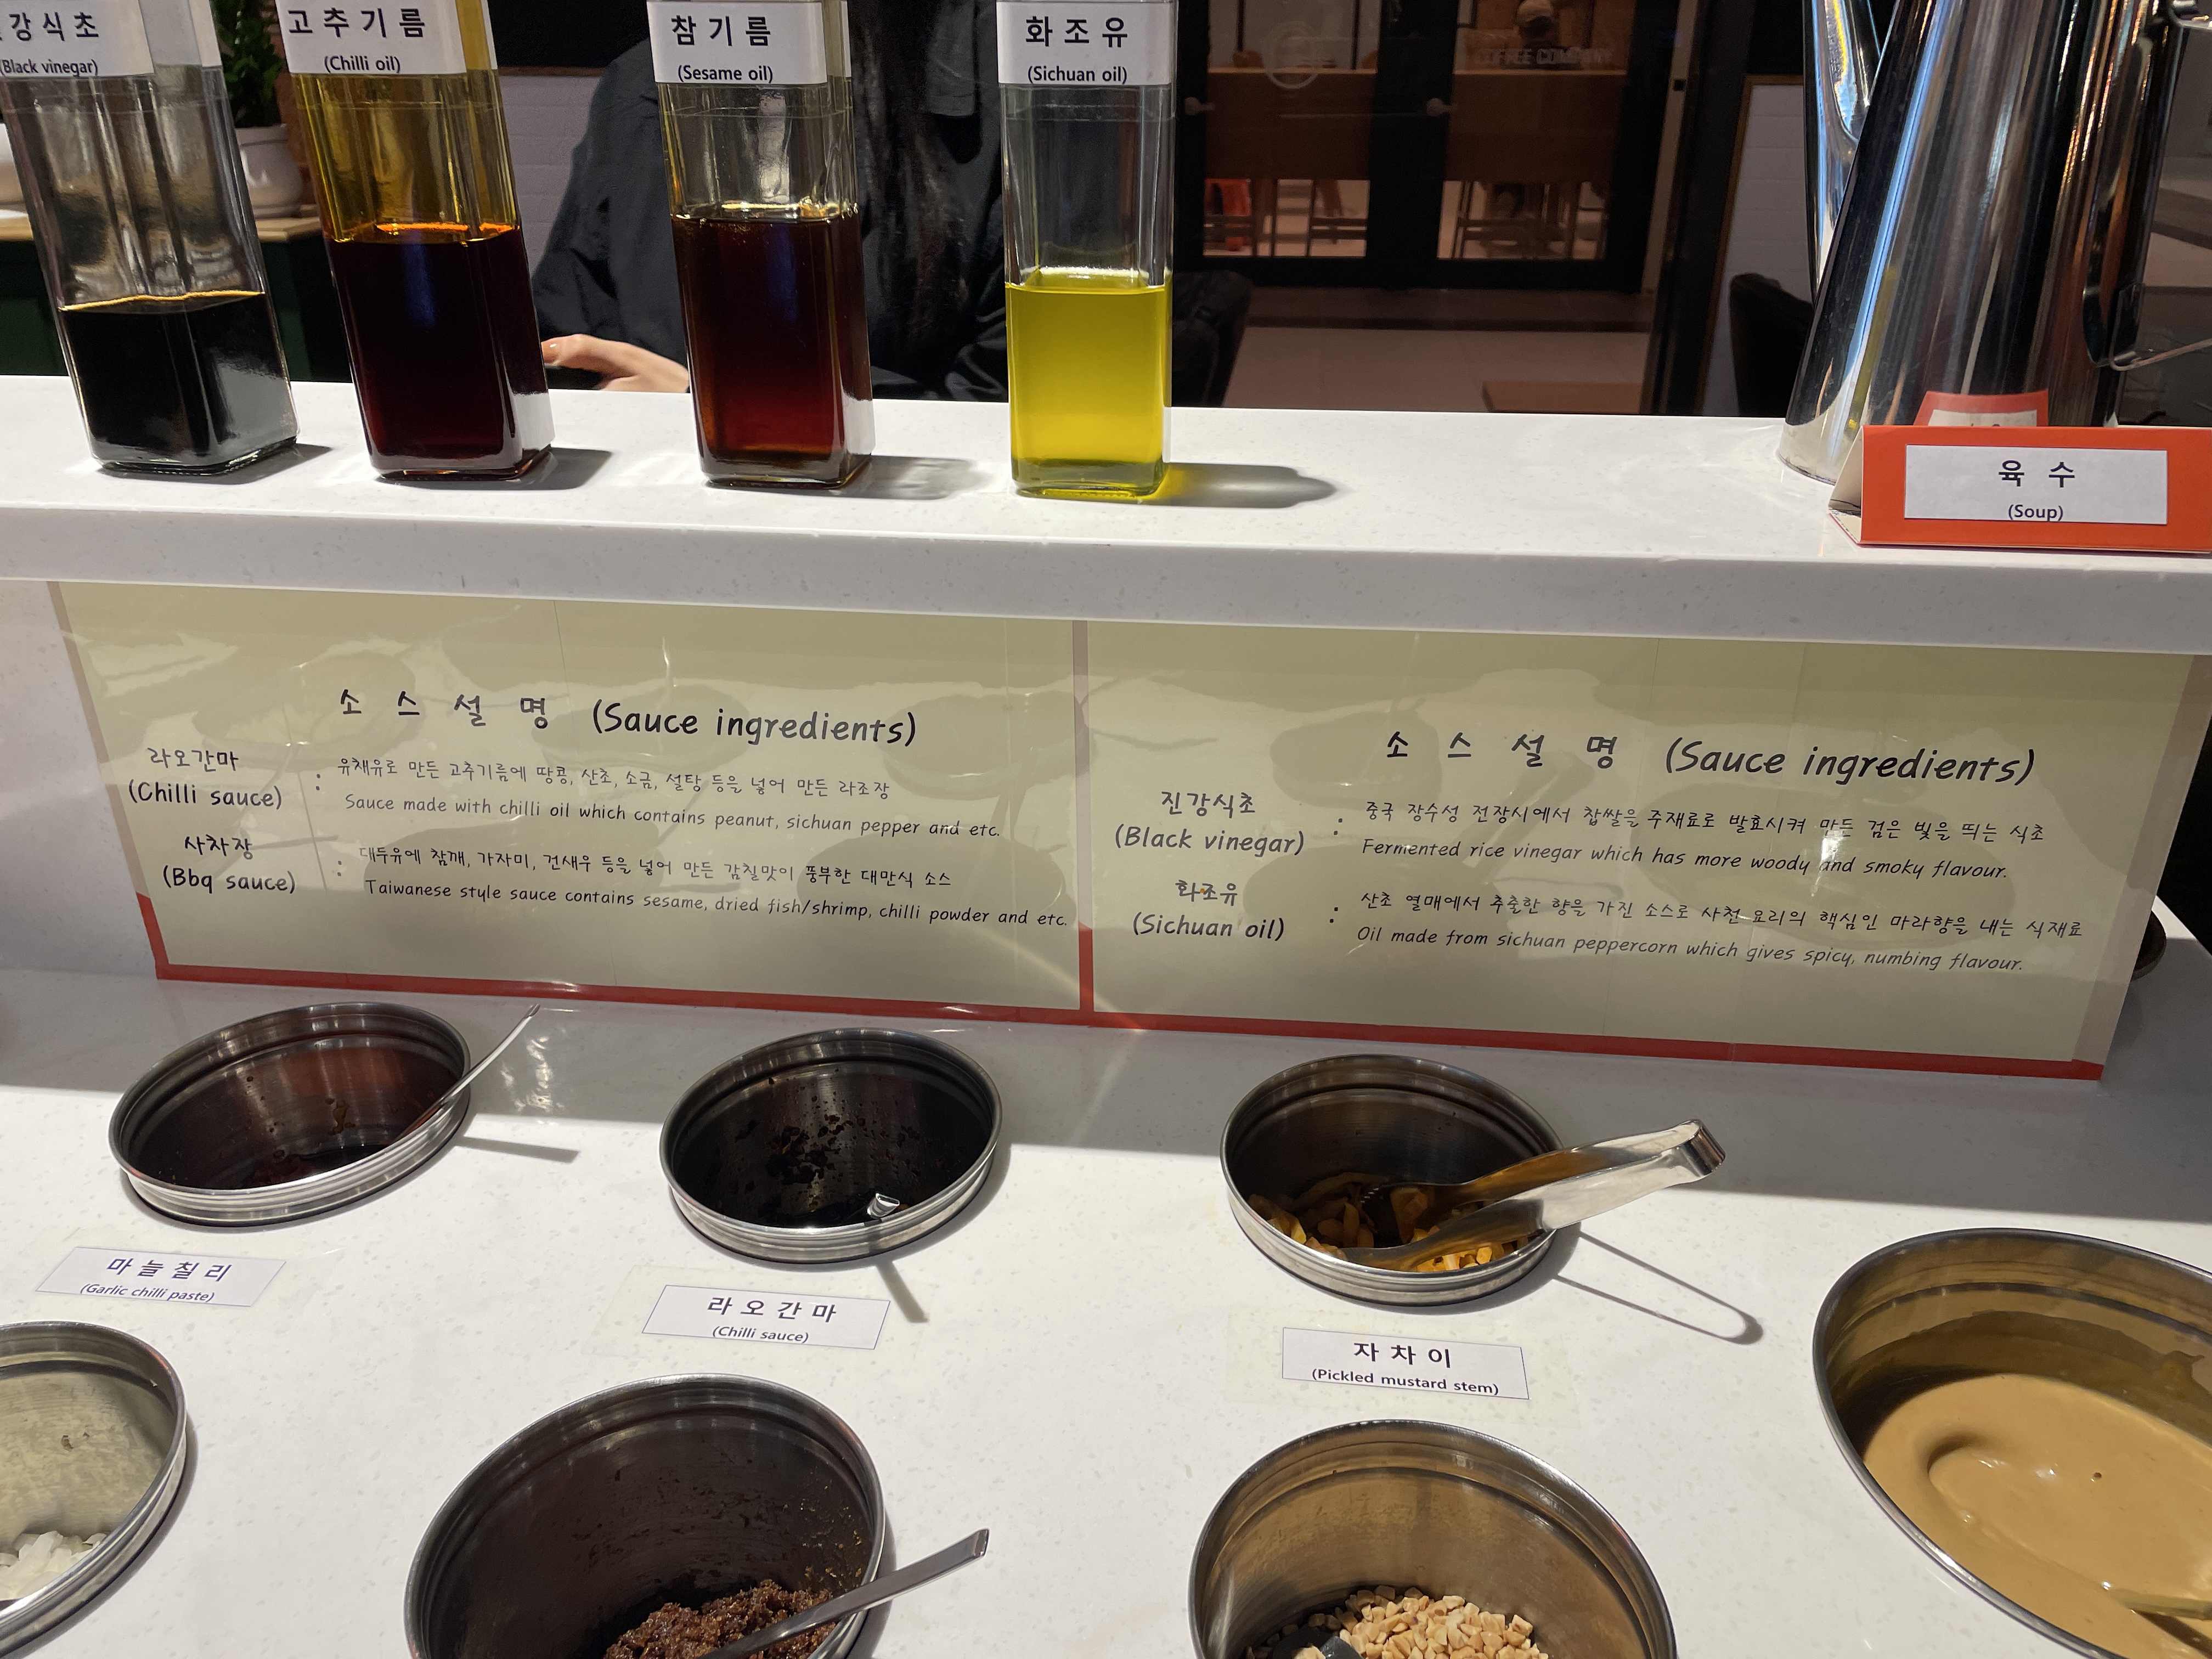 강식초
(Black vinegar)
고추기름
(Chilli oil)
참기름
(Sesame oil)
화조유
(Sichuan oil)
COFFEE COMPANY
육수
(Soup)
소스설명 (Sauce ingredients)
라오간마
(Chilli sauce)
: 유채유로 만든 고추기름에 땅콩, 산초, 소금, 설탕 등을 넣어 만든 라조장
Sauce made with chilli oil which contains peanut, sichuan pepper and etc.
사차장
(Bbq sauce)
: 대두유에 참깨, 가자미, 건새우 등을 넣어 만든 감칠맛이 풍부한 대만식 소스
Taiwanese style sauce contains sesame, dried fish/shrimp, chilli powder and etc.
소스설명 (Sauce ingredients)
진강식초
(Black vinegar)
: 중국 장수성 전장시에서 찹쌀을 주재료로 발효시켜 만든 검은 빛을 띄는 식초
Fermented rice vinegar which has more woody and smoky flavour.
화조유
(Sichuan oil)
: 산초 열매에서 추출한 향을 가진 소스로 사천 요리의 핵심인 마라향을 내는 식재료
Oil made from sichuan peppercorn which gives spicy, numbing flavour.
마늘칠리
(Garlic chilli paste)
라오간마
(Chilli sauce)
자차이
(Pickled mustard stem)